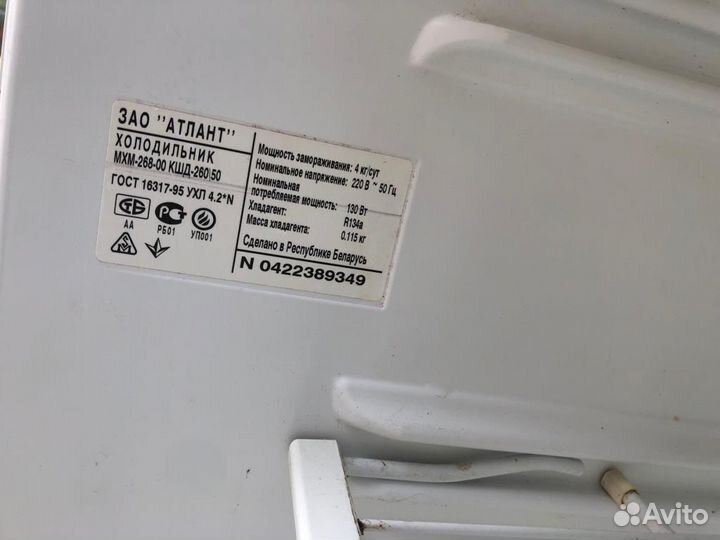 ЗАО "АТЛАНТ"
ХОЛОДИЛЬНИК
МХМ-268-00 КШД-260\50
ГОСТ 16317-95 УХЛ 4.2*N
АА
РБ01
УП001
Мощность замораживания: 4 кг/сут
Номинальное напряжение: 220 В ~ 50 Гц
Номинальная
потребляемая мощность: 130 Вт
Хладагент: R134a
Масса хладагента: 0.115 кг
Сделано в Республике Беларусь
N 0422389349
Avito